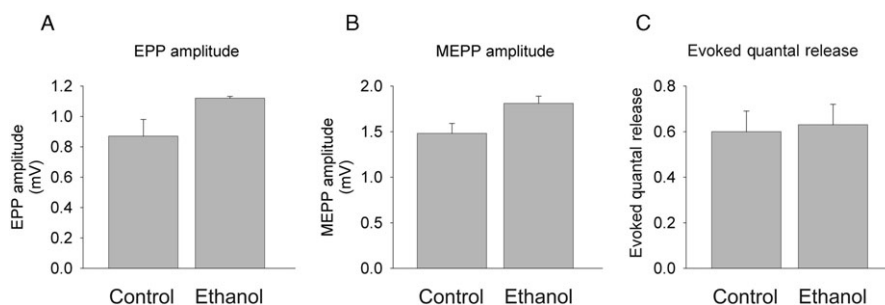 A
EPP amplitude
EPP amplitude
(mV)
1.2
1.0
0.8
0.6
0.4
0.2
0.0
Control Ethanol
B
MEPP amplitude
MEPP amplitude
(mV)
2.0
1.5
1.0
0.5
0.0
Control Ethanol
C
Evoked quantal release
Evoked quantal release
0.8
0.6
0.4
0.2
0.0
Control Ethanol